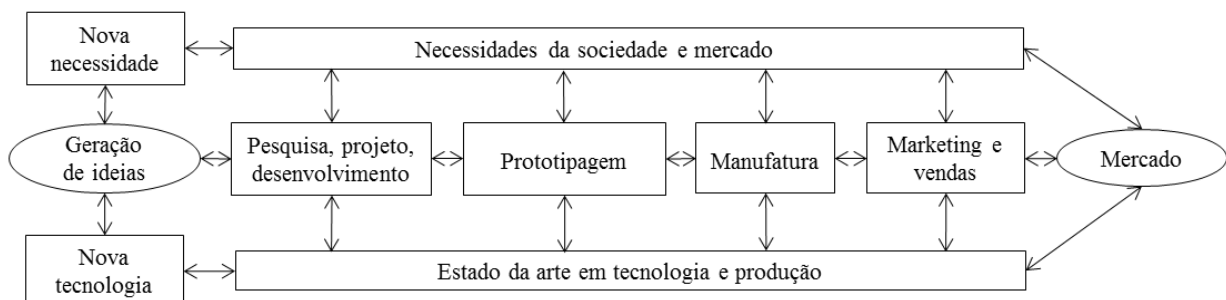 Nova
necessidade
Necessidades da sociedade e mercado
Geração
de ideias
Pesquisa, projeto,
desenvolvimento
Prototipagem
Manufatura
Marketing e
vendas
Mercado
Nova
tecnologia
Estado da arte em tecnologia e produção